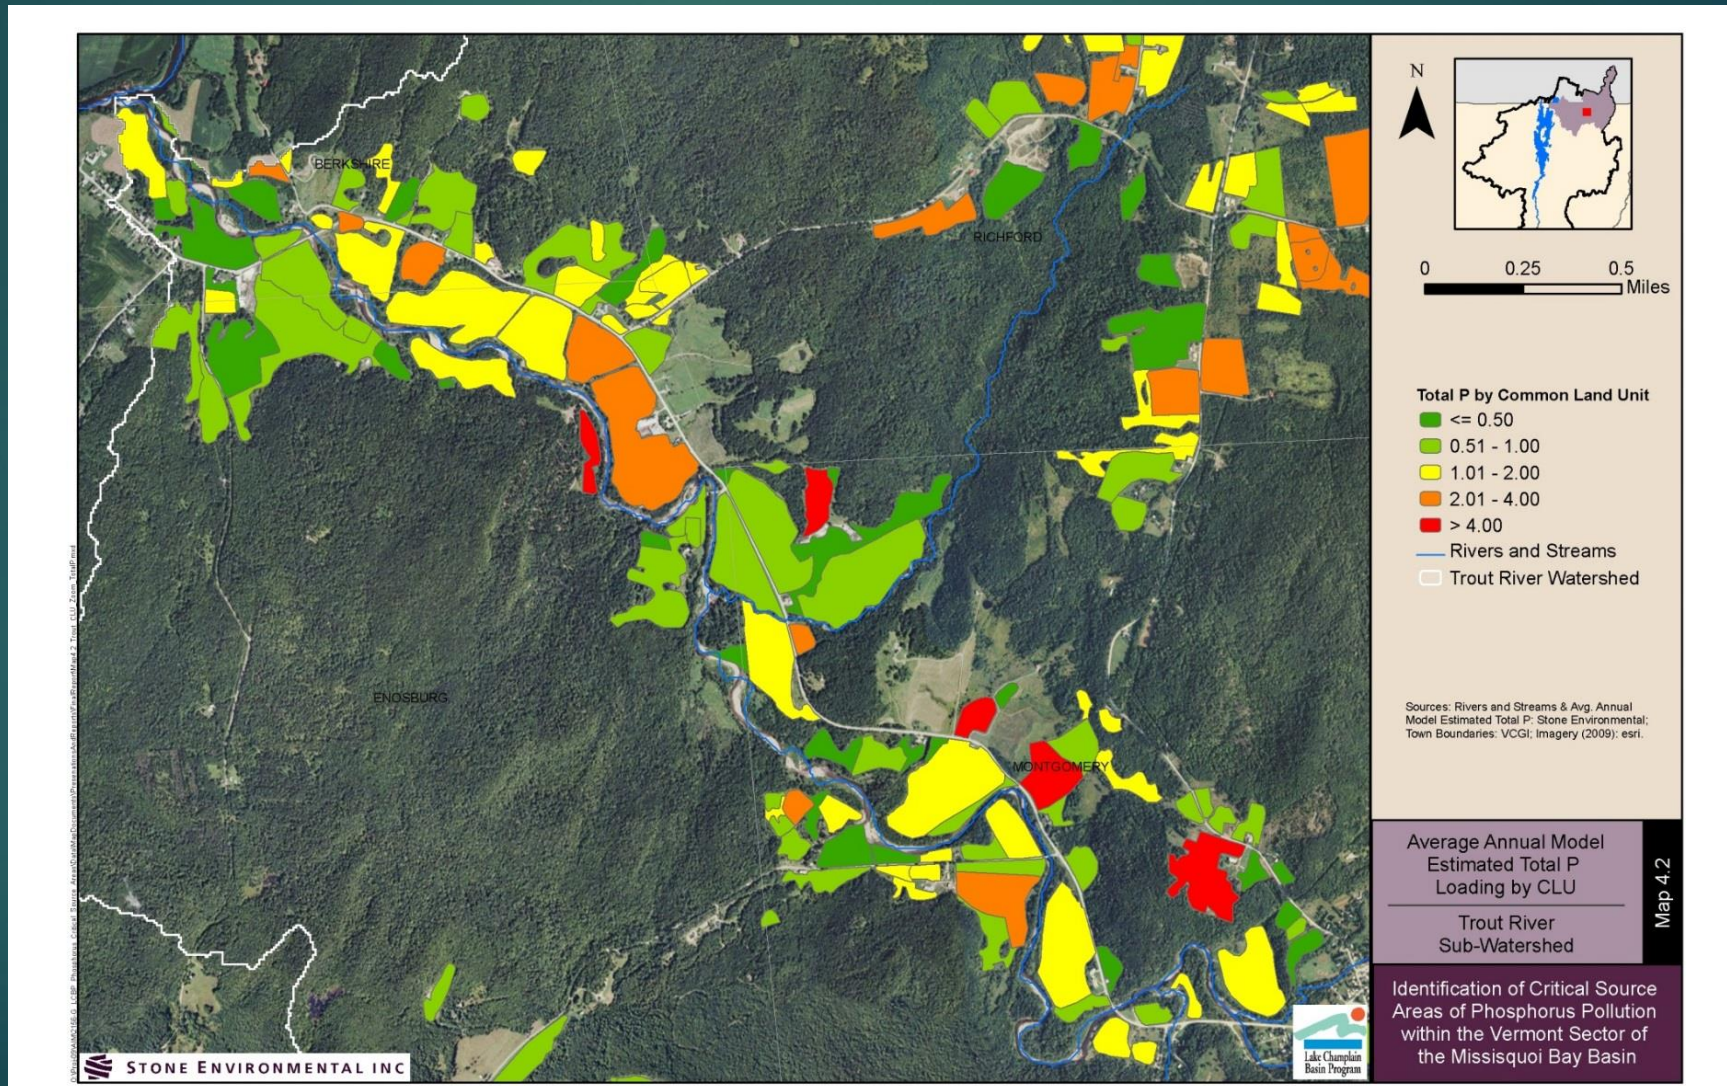 BERKSHIRE
RICHFORD
ENOSBURG
MONTGOMERY
STONE ENVIRONMENTAL INC
Lake Champlain
Basin Program
N
0 0.25 0.5
Miles
Total P by Common Land Unit
<= 0.50
0.51 - 1.00
1.01 - 2.00
2.01 - 4.00
> 4.00
Rivers and Streams
Trout River Watershed
Sources: Rivers and Streams & Avg. Annual
Model Estimated Total P: Stone Environmental;
Town Boundaries: VCGI; Imagery (2009): esri.
Average Annual Model
Estimated Total P
Loading by CLU
Trout River
Sub-Watershed
Map 4.2
Identification of Critical Source
Areas of Phosphorus Pollution
within the Vermont Sector of
the Missisquoi Bay Basin